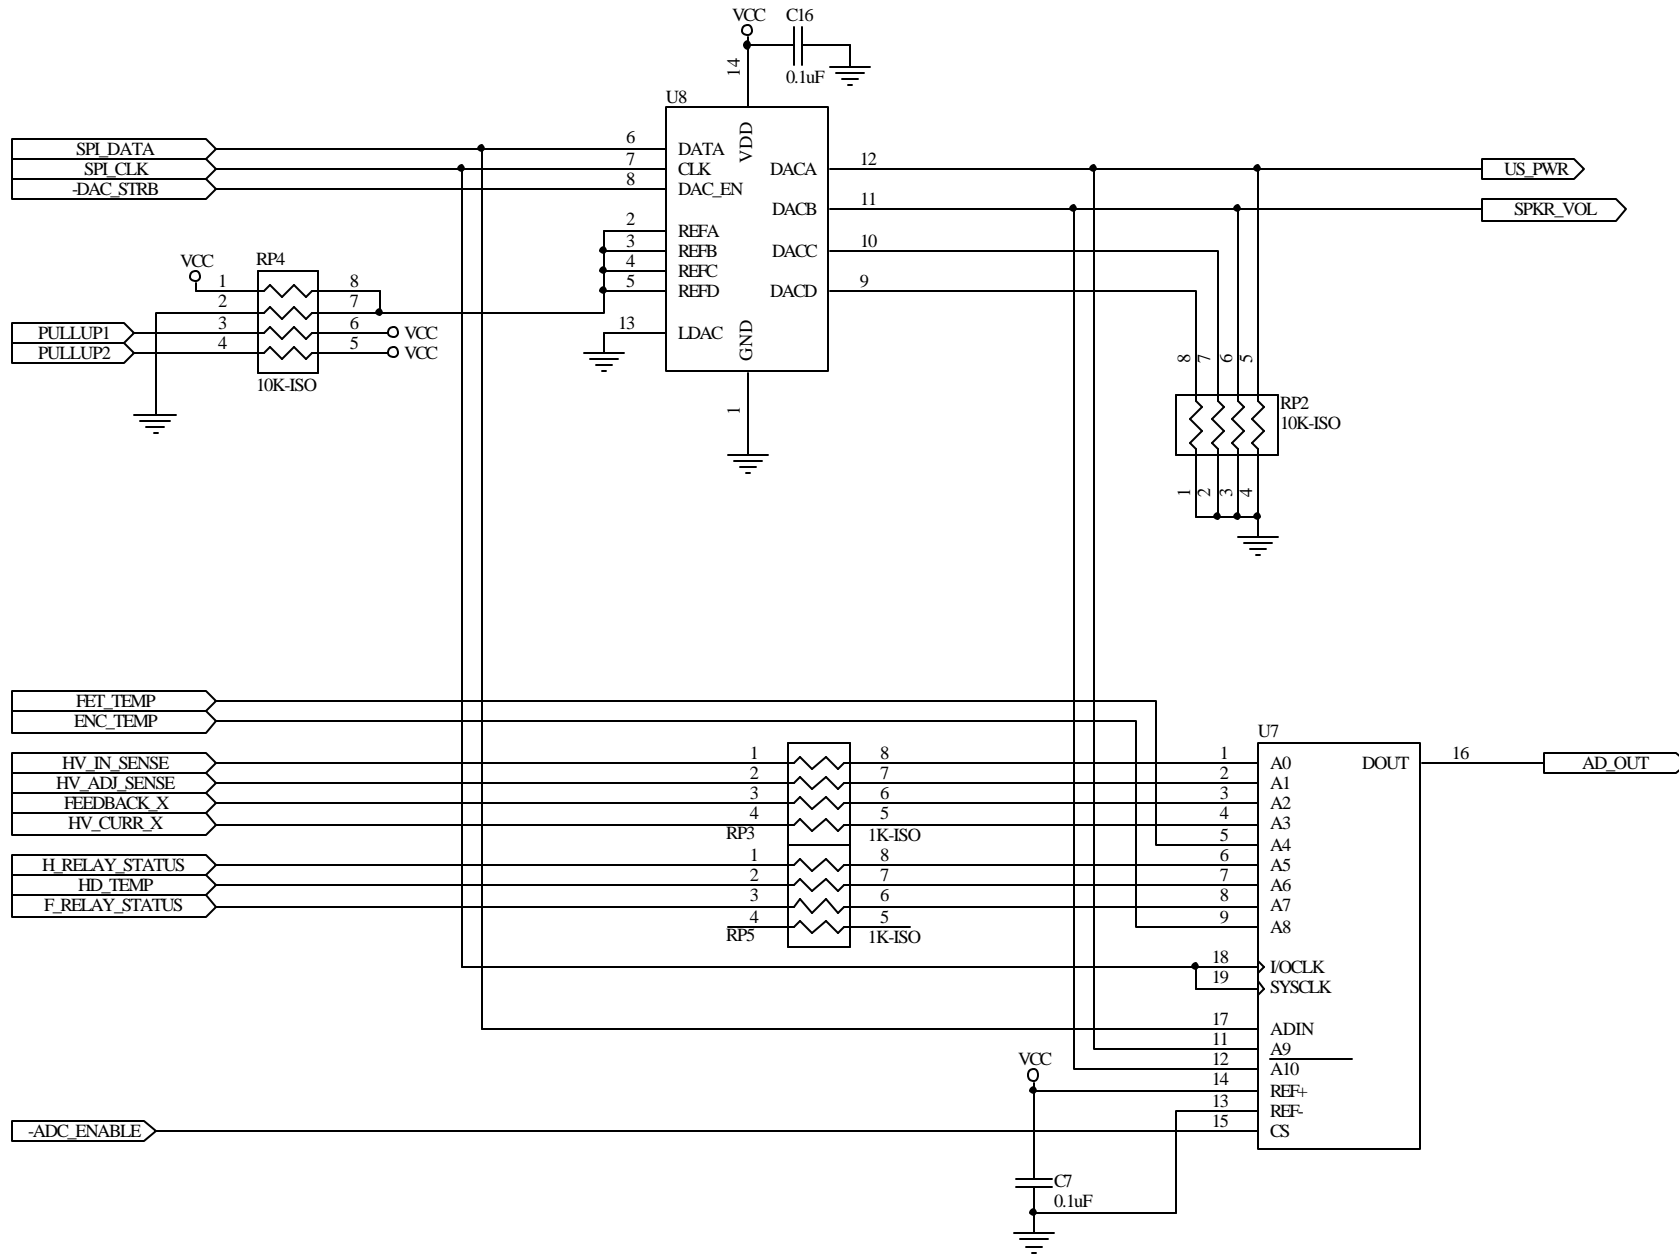 VCC
C16
0.1uF
14
U8
SPI_DATA
SPI_CLK
-DAC_STRB
6
7
8
DATA
CLK
DAC_EN
VDD
DACA
12
US_PWR
DACB
11
SPKR_VOL
DACC
10
DACD
9
2
3
4
5
REFA
REFB
REFC
REFD
13
LDAC
GND
1
VCC
RP4
1
2
3
4
8
7
6
5
VCC
VCC
PULLUP1
PULLUP2
10K-ISO
8
7
6
5
RP2
10K-ISO
1
2
3
4
FET_TEMP
ENC_TEMP
HV_IN_SENSE
HV_ADJ_SENSE
FEEDBACK_X
HV_CURR_X
H_RELAY_STATUS
HD_TEMP
F_RELAY_STATUS
1
2
3
4
RP3
8
7
6
5
1K-ISO
1
2
3
4
RP5
8
7
6
5
1K-ISO
U7
1
2
3
4
5
6
7
8
9
A0
A1
A2
A3
A4
A5
A6
A7
A8
DOUT
16
AD_OUT
18
19
I/OCLK
SYSCLK
17
11
12
14
13
15
ADIN
A9
A10
REF+
REF-
CS
VCC
-ADC_ENABLE
C7
0.1uF